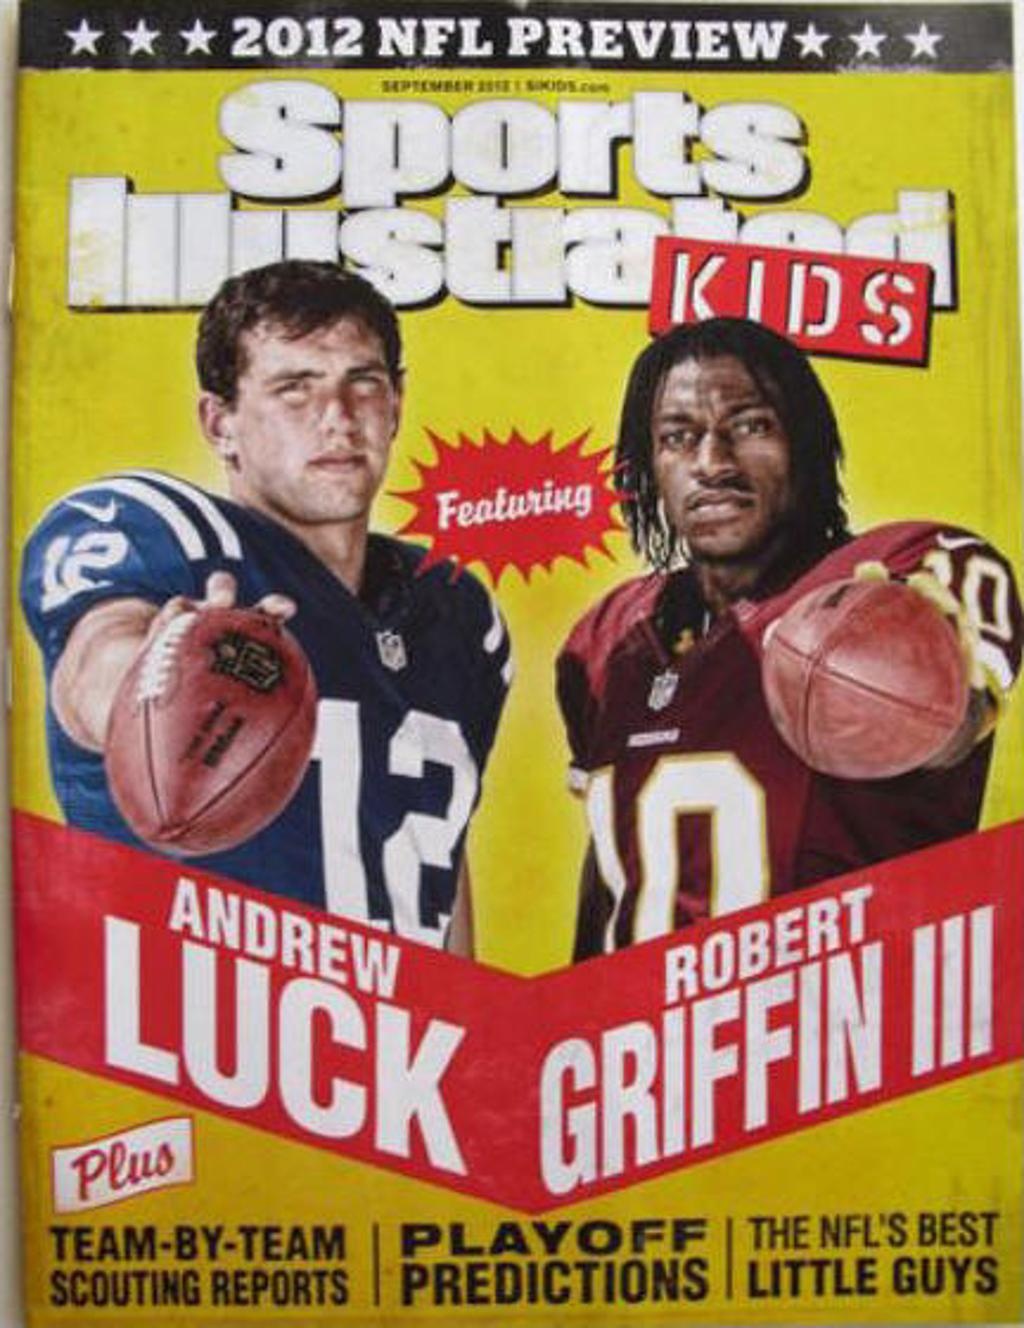 2012 NFL PREVIEW
SEPTEMBER 2012 | SIKIDS.com
Sports
Illustrated
KIDS
Featuring
12
10
12
10
ANDREW
LUCK
ROBERT
GRIFFIN III
Plus
TEAM-BY-TEAM
SCOUTING REPORTS
PLAYOFF
PREDICTIONS
THE NFL'S BEST
LITTLE GUYS